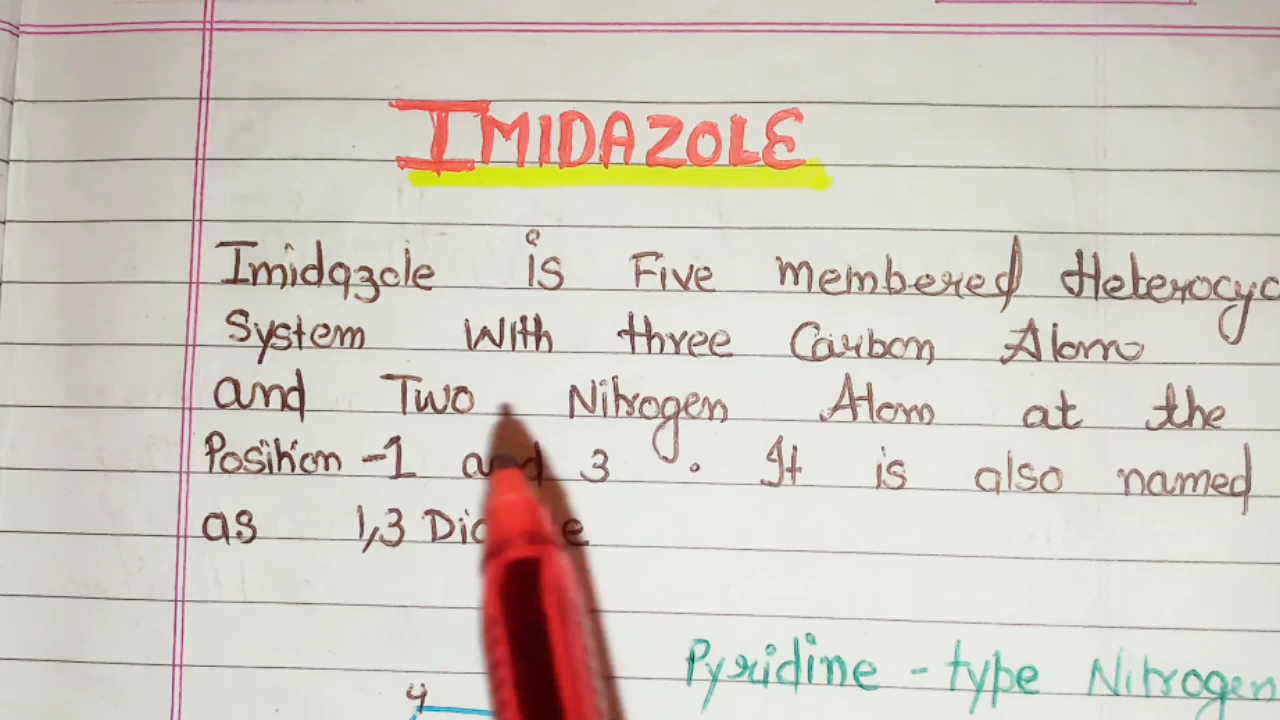 IMIDAZOLE
Imidazole is Five membered Heterocyc
System With three Carbon Atom
and Two Nitrogen Atom at the
Position -1 and 3 . It is also named
as 1,3
Pyridine - type Nitrogen
4